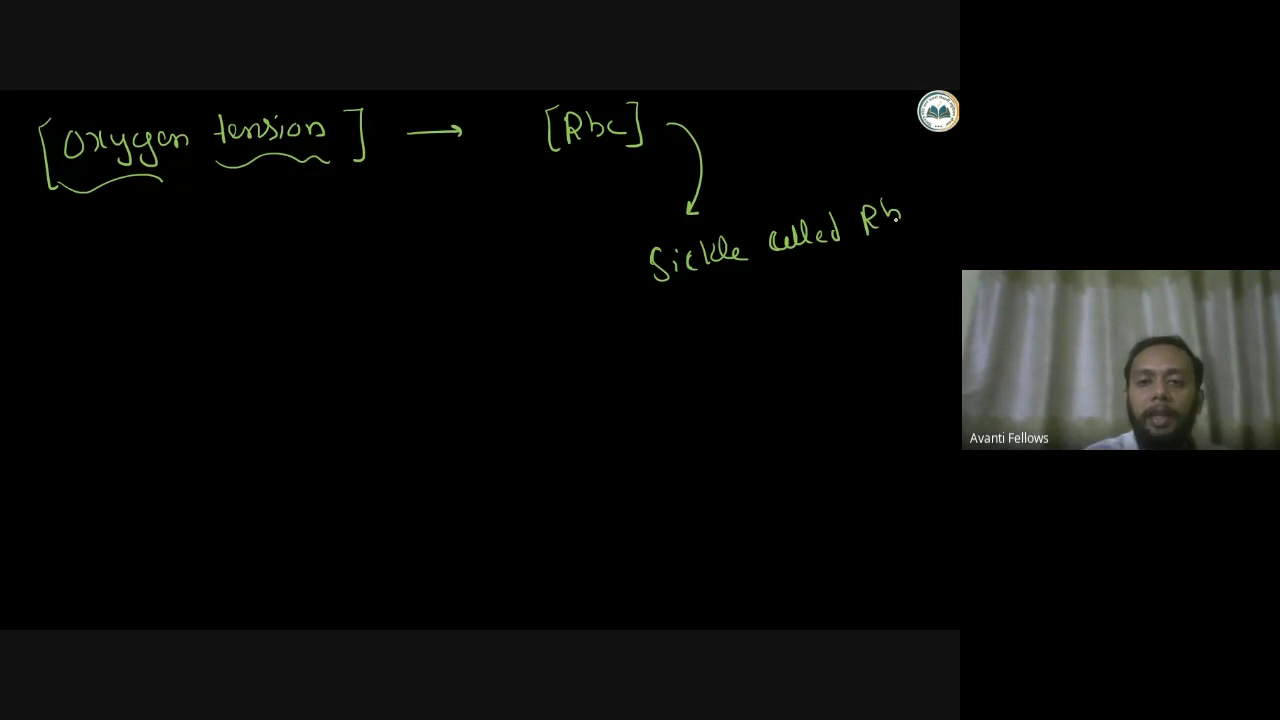 [Oxygen tension] → [Rbc]
Sickle celled Rb
Avanti Fellows